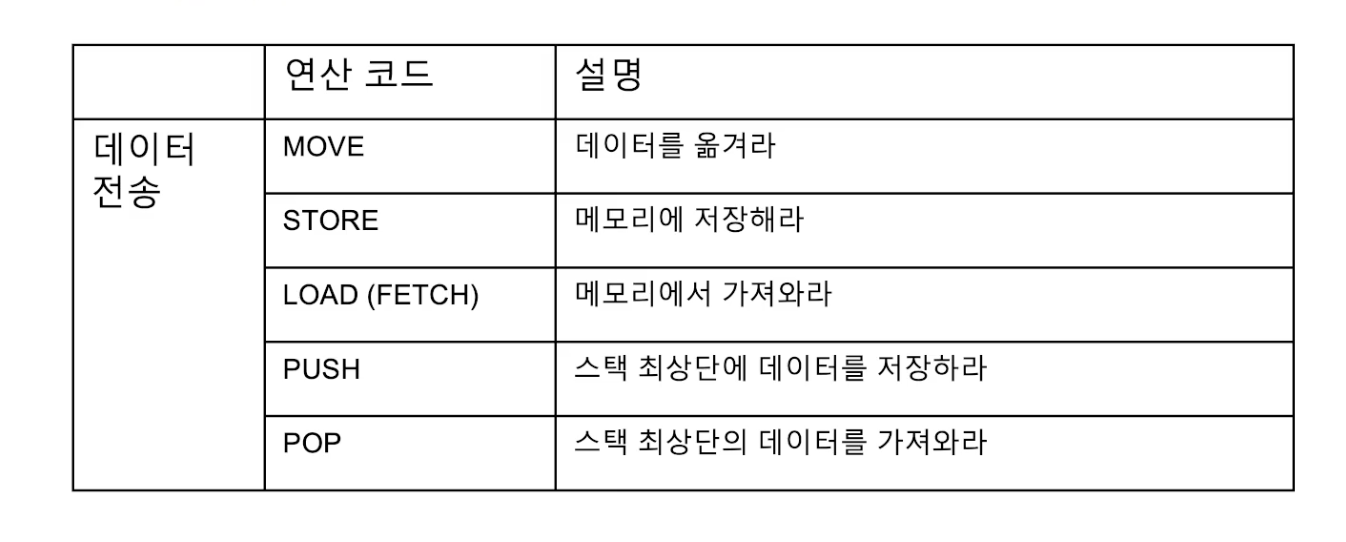 연산 코드 설명
데이터
전송
MOVE 데이터를 옮겨라
STORE 메모리에 저장해라
LOAD (FETCH) 메모리에서 가져와라
PUSH 스택 최상단에 데이터를 저장하라
POP 스택 최상단의 데이터를 가져와라